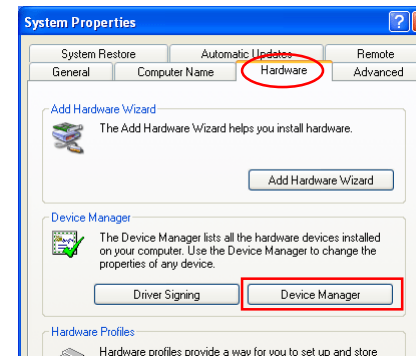 System Properties
System Restore Automatic Updates Remote
General Computer Name Hardware Advanced
Add Hardware Wizard
The Add Hardware Wizard helps you install hardware.
Add Hardware Wizard
Device Manager
The Device Manager lists all the hardware devices installed
on your computer. Use the Device Manager to change the
properties of any device.
Driver Signing Device Manager
Hardware Profiles
Hardware profiles provide a way for you to set up and store